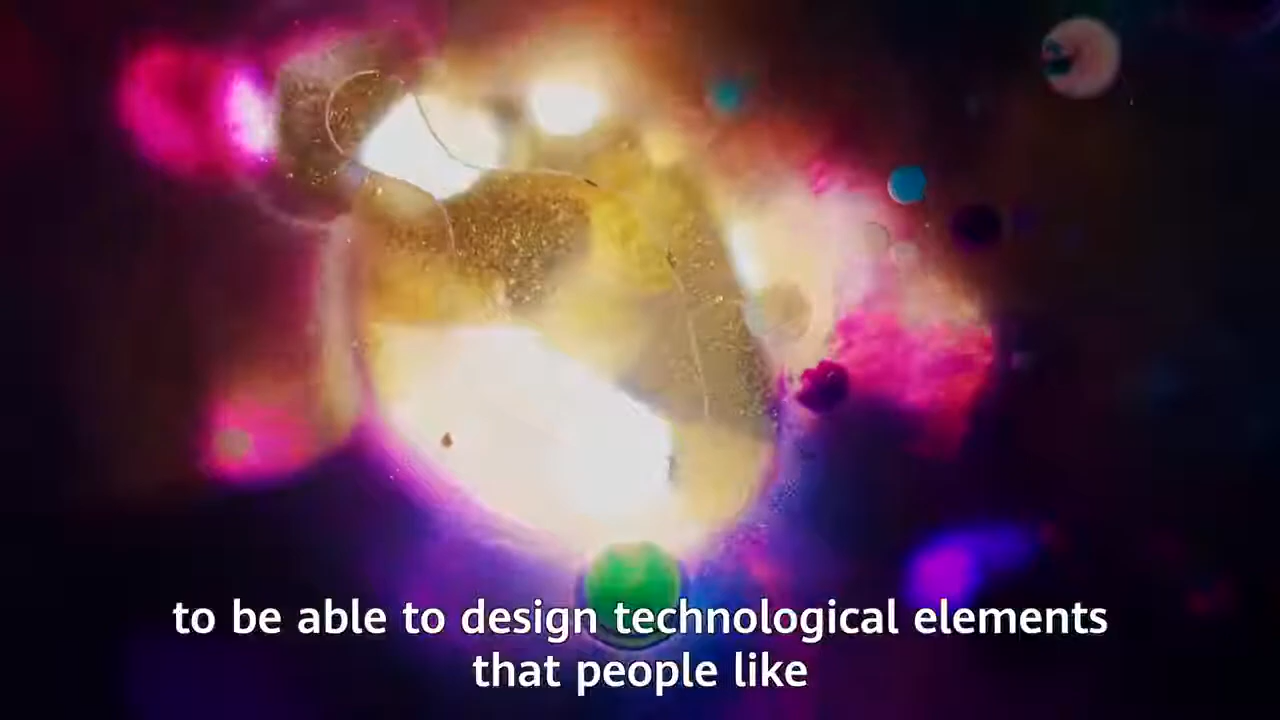 to be able to design technological elements
that people like